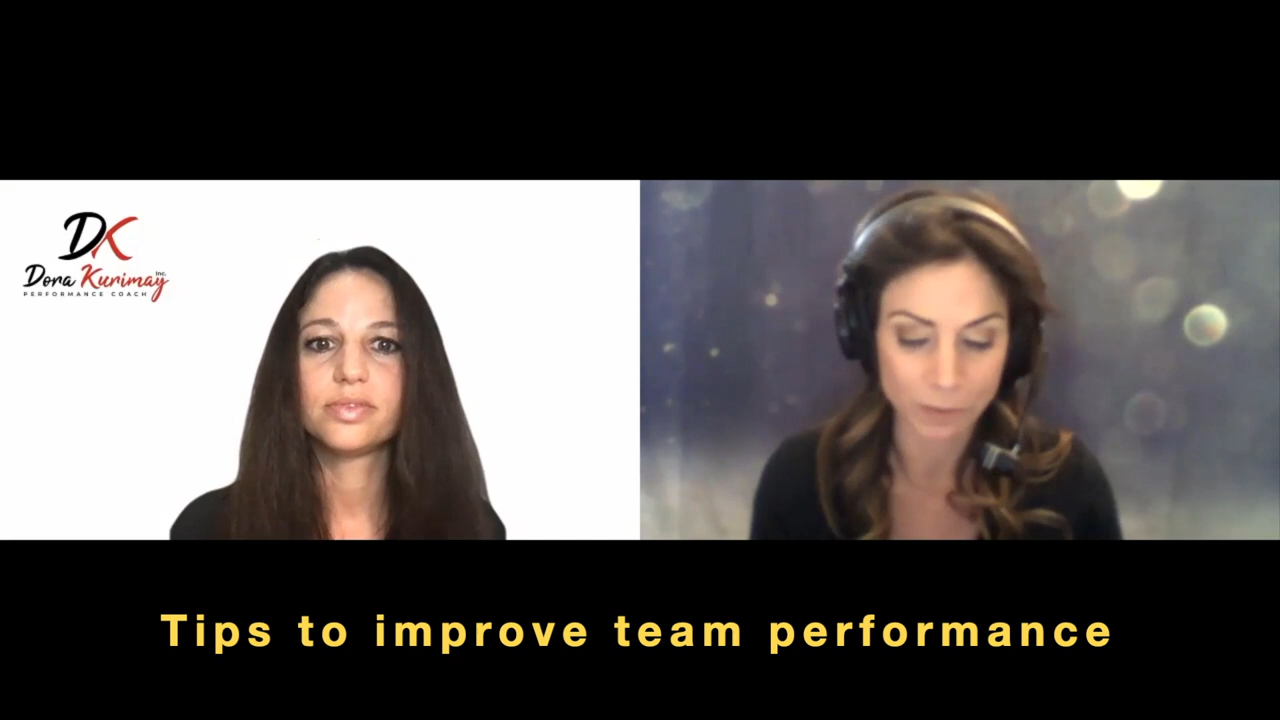 DK
Dora Kurimay Inc.
PERFORMANCE COACH
Tips to improve team performance